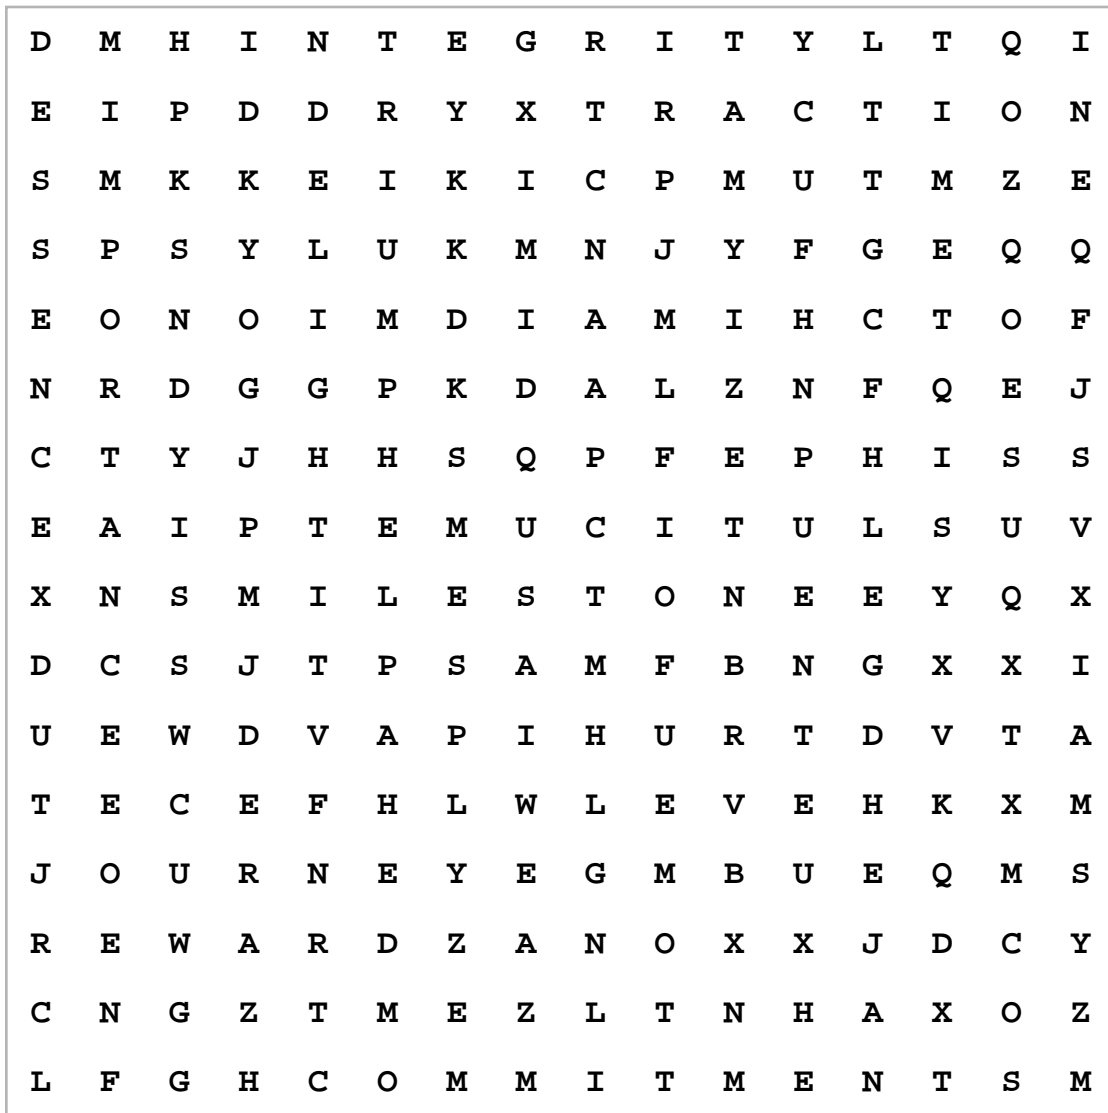 D M H I N T E G R I T Y L T Q I
E I P D D R Y X T R A C T I O N
S M K K E I K I C P M U T M Z E
S P S Y L U K M N J Y F G E Q Q
E O N O I M D I A M I H C T O F
N R D G G P K D A L Z N F Q E J
C T Y J H H S Q P F E P H I S S
E A I P T E M U C I T U L S U V
X N S M I L E S T O N E E Y Q X
D C S J T P S A M F B N G X X I
U E W D V A P I H U R T D V T A
T E C E F H L W L E V E H K X M
J O U R N E Y E G M B U E Q M S
R E W A R D Z A N O X X J D C Y
C N G Z T M E Z L T N H A X O Z
L F G H C O M M I T M E N T S M